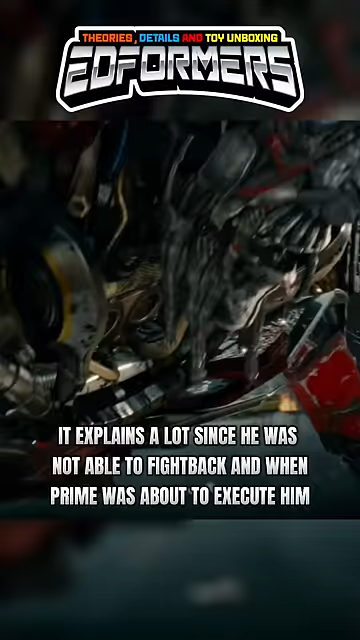 THEORIES, DETAILS AND TOY UNBOXING
EDFORMERS
IT EXPLAINS A LOT SINCE HE WAS
NOT ABLE TO FIGHTBACK AND WHEN
PRIME WAS ABOUT TO EXECUTE HIM